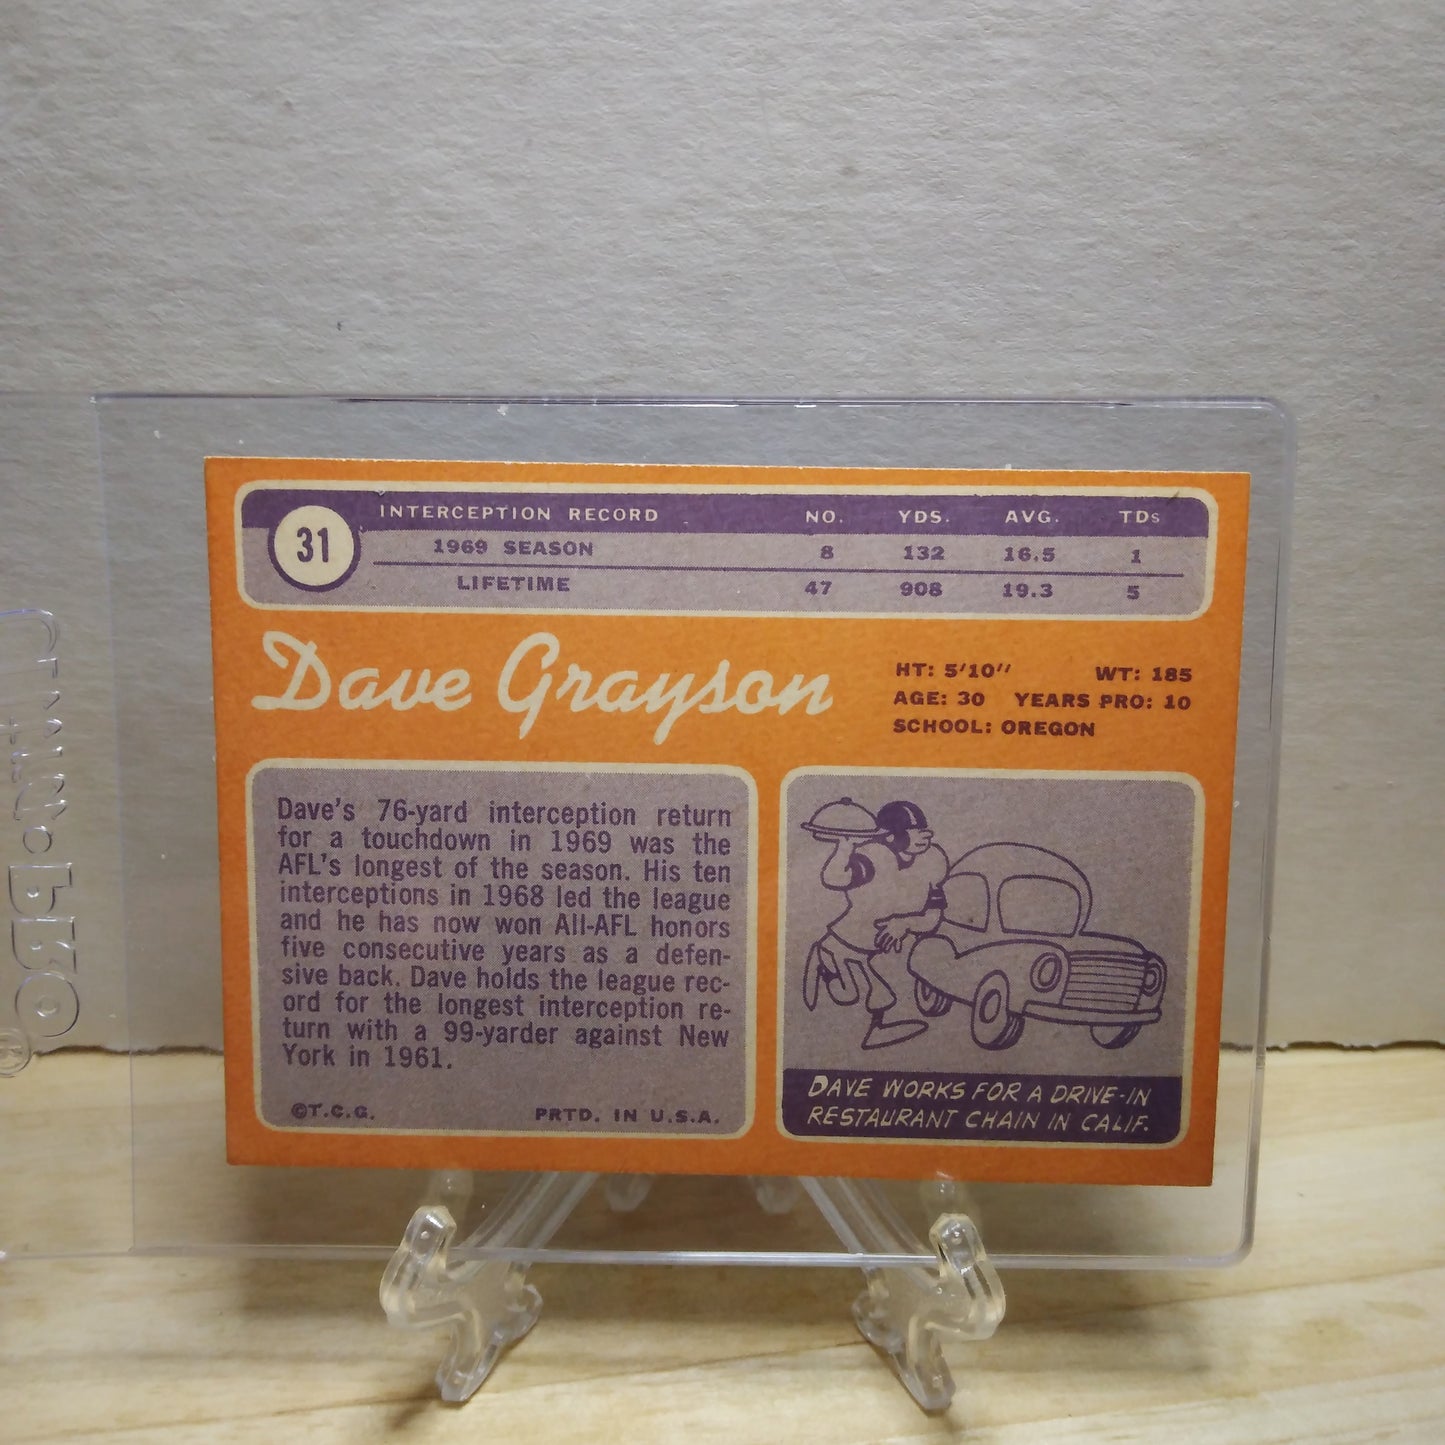 INTERCEPTION RECORD NO. YDS. AVG. TDs
31
1969 SEASON 8 132 16.5 1
LIFETIME 47 908 19.3 5
Dave Grayson
HT: 5'10" WT: 185
AGE: 30 YEARS PRO: 10
SCHOOL: OREGON
Dave's 76-yard interception return
for a touchdown in 1969 was the
AFL's longest of the season. His ten
interceptions in 1968 led the league
and he has now won All-AFL honors
five consecutive years as a defen-
sive back. Dave holds the league rec-
ord for the longest interception re-
turn with a 99-yarder against New
York in 1961.
©T.C.G. PRTD. IN U.S.A.
DAVE WORKS FOR A DRIVE-IN
RESTAURANT CHAIN IN CALIF.